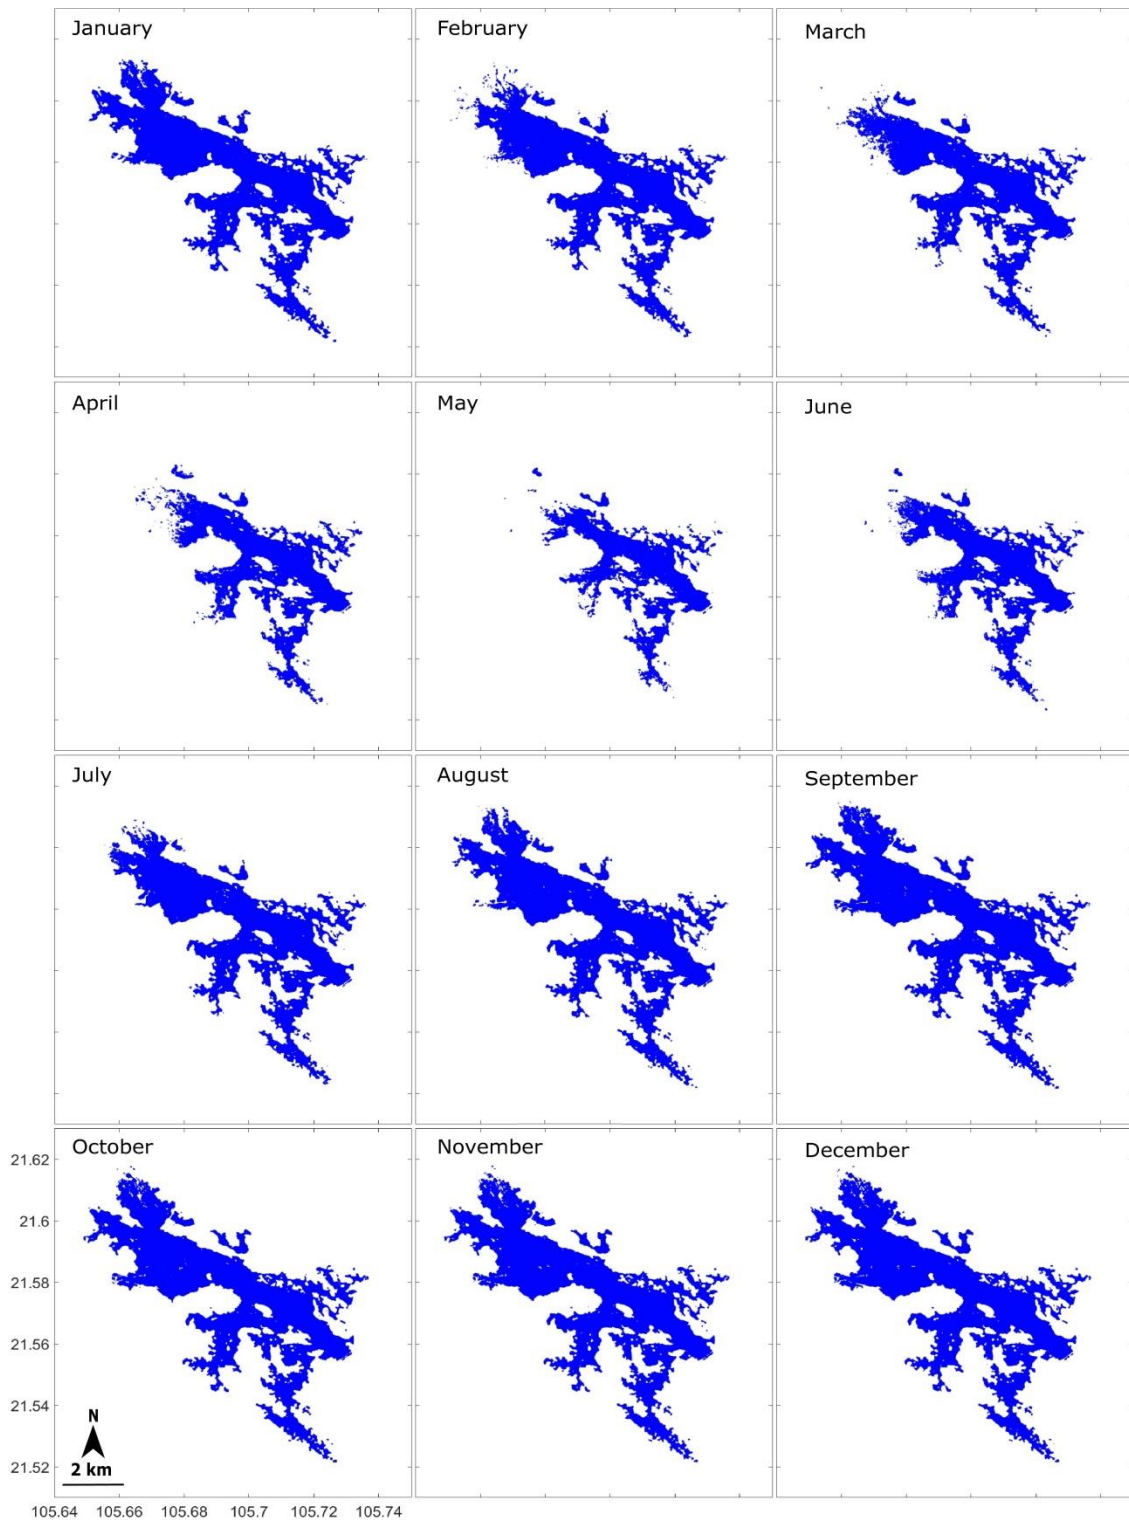 January
February
March
April
May
June
July
August
September
October
November
December
21.62
21.6
21.58
21.56
21.54
21.52
N
2 km
105.64
105.66
105.68
105.7
105.72
105.74